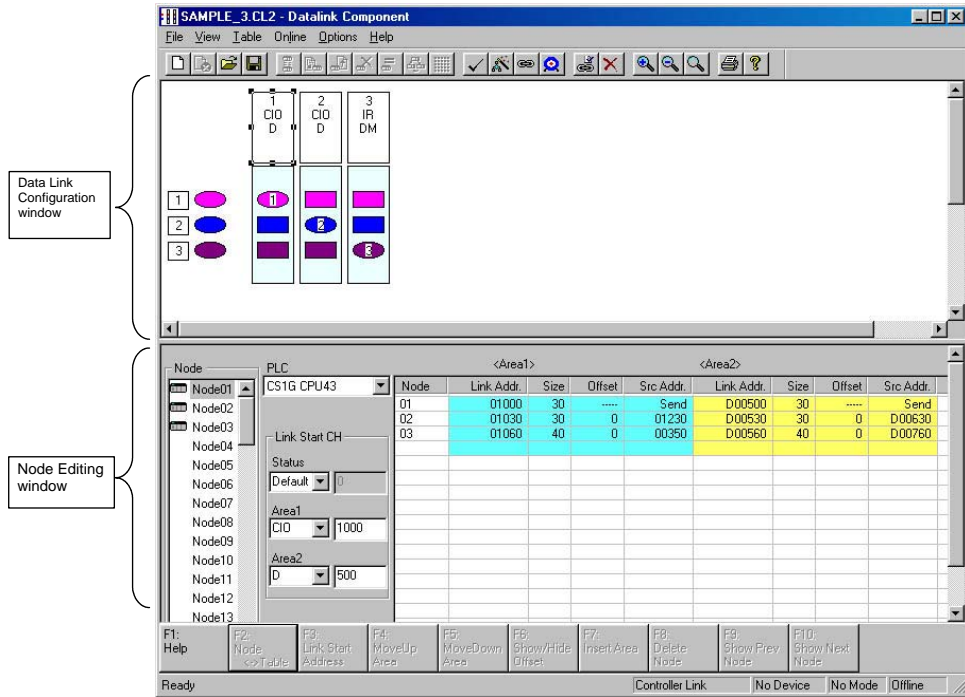 SAMPLE_3.CL2 - Datalink Component
File View Table Online Options Help
Data Link
Configuration
window
1 2 3
CIO CIO IR
D D DM
1 1
2 2
3 3
Node Editing
window
Node
Node01
Node02
Node03
Node04
Node05
Node06
Node07
Node08
Node09
Node10
Node11
Node12
Node13
PLC
CS1G CPU43
Link Start CH
Status
Default 0
Area1
CIO 1000
Area2
D 500
<Area1> <Area2>
Node Link Addr. Size Offset Src Addr. Link Addr. Size Offset Src Addr.
01 01000 30 ----- Send D00500 30 ----- Send
02 01030 30 0 01230 D00530 30 0 D00630
03 01060 40 0 00350 D00560 40 0 D00760
F1:
Help
F2:
Node
<->Table
F3:
Link Start
Address
F4:
MoveUp
Area
F5:
MoveDown
Area
F6:
Show/Hide
Offset
F7:
Insert Area
F8:
Delete
Node
F9:
Show Prev
Node
F10:
Show Next
Node
Ready Controller Link No Device No Mode Offline